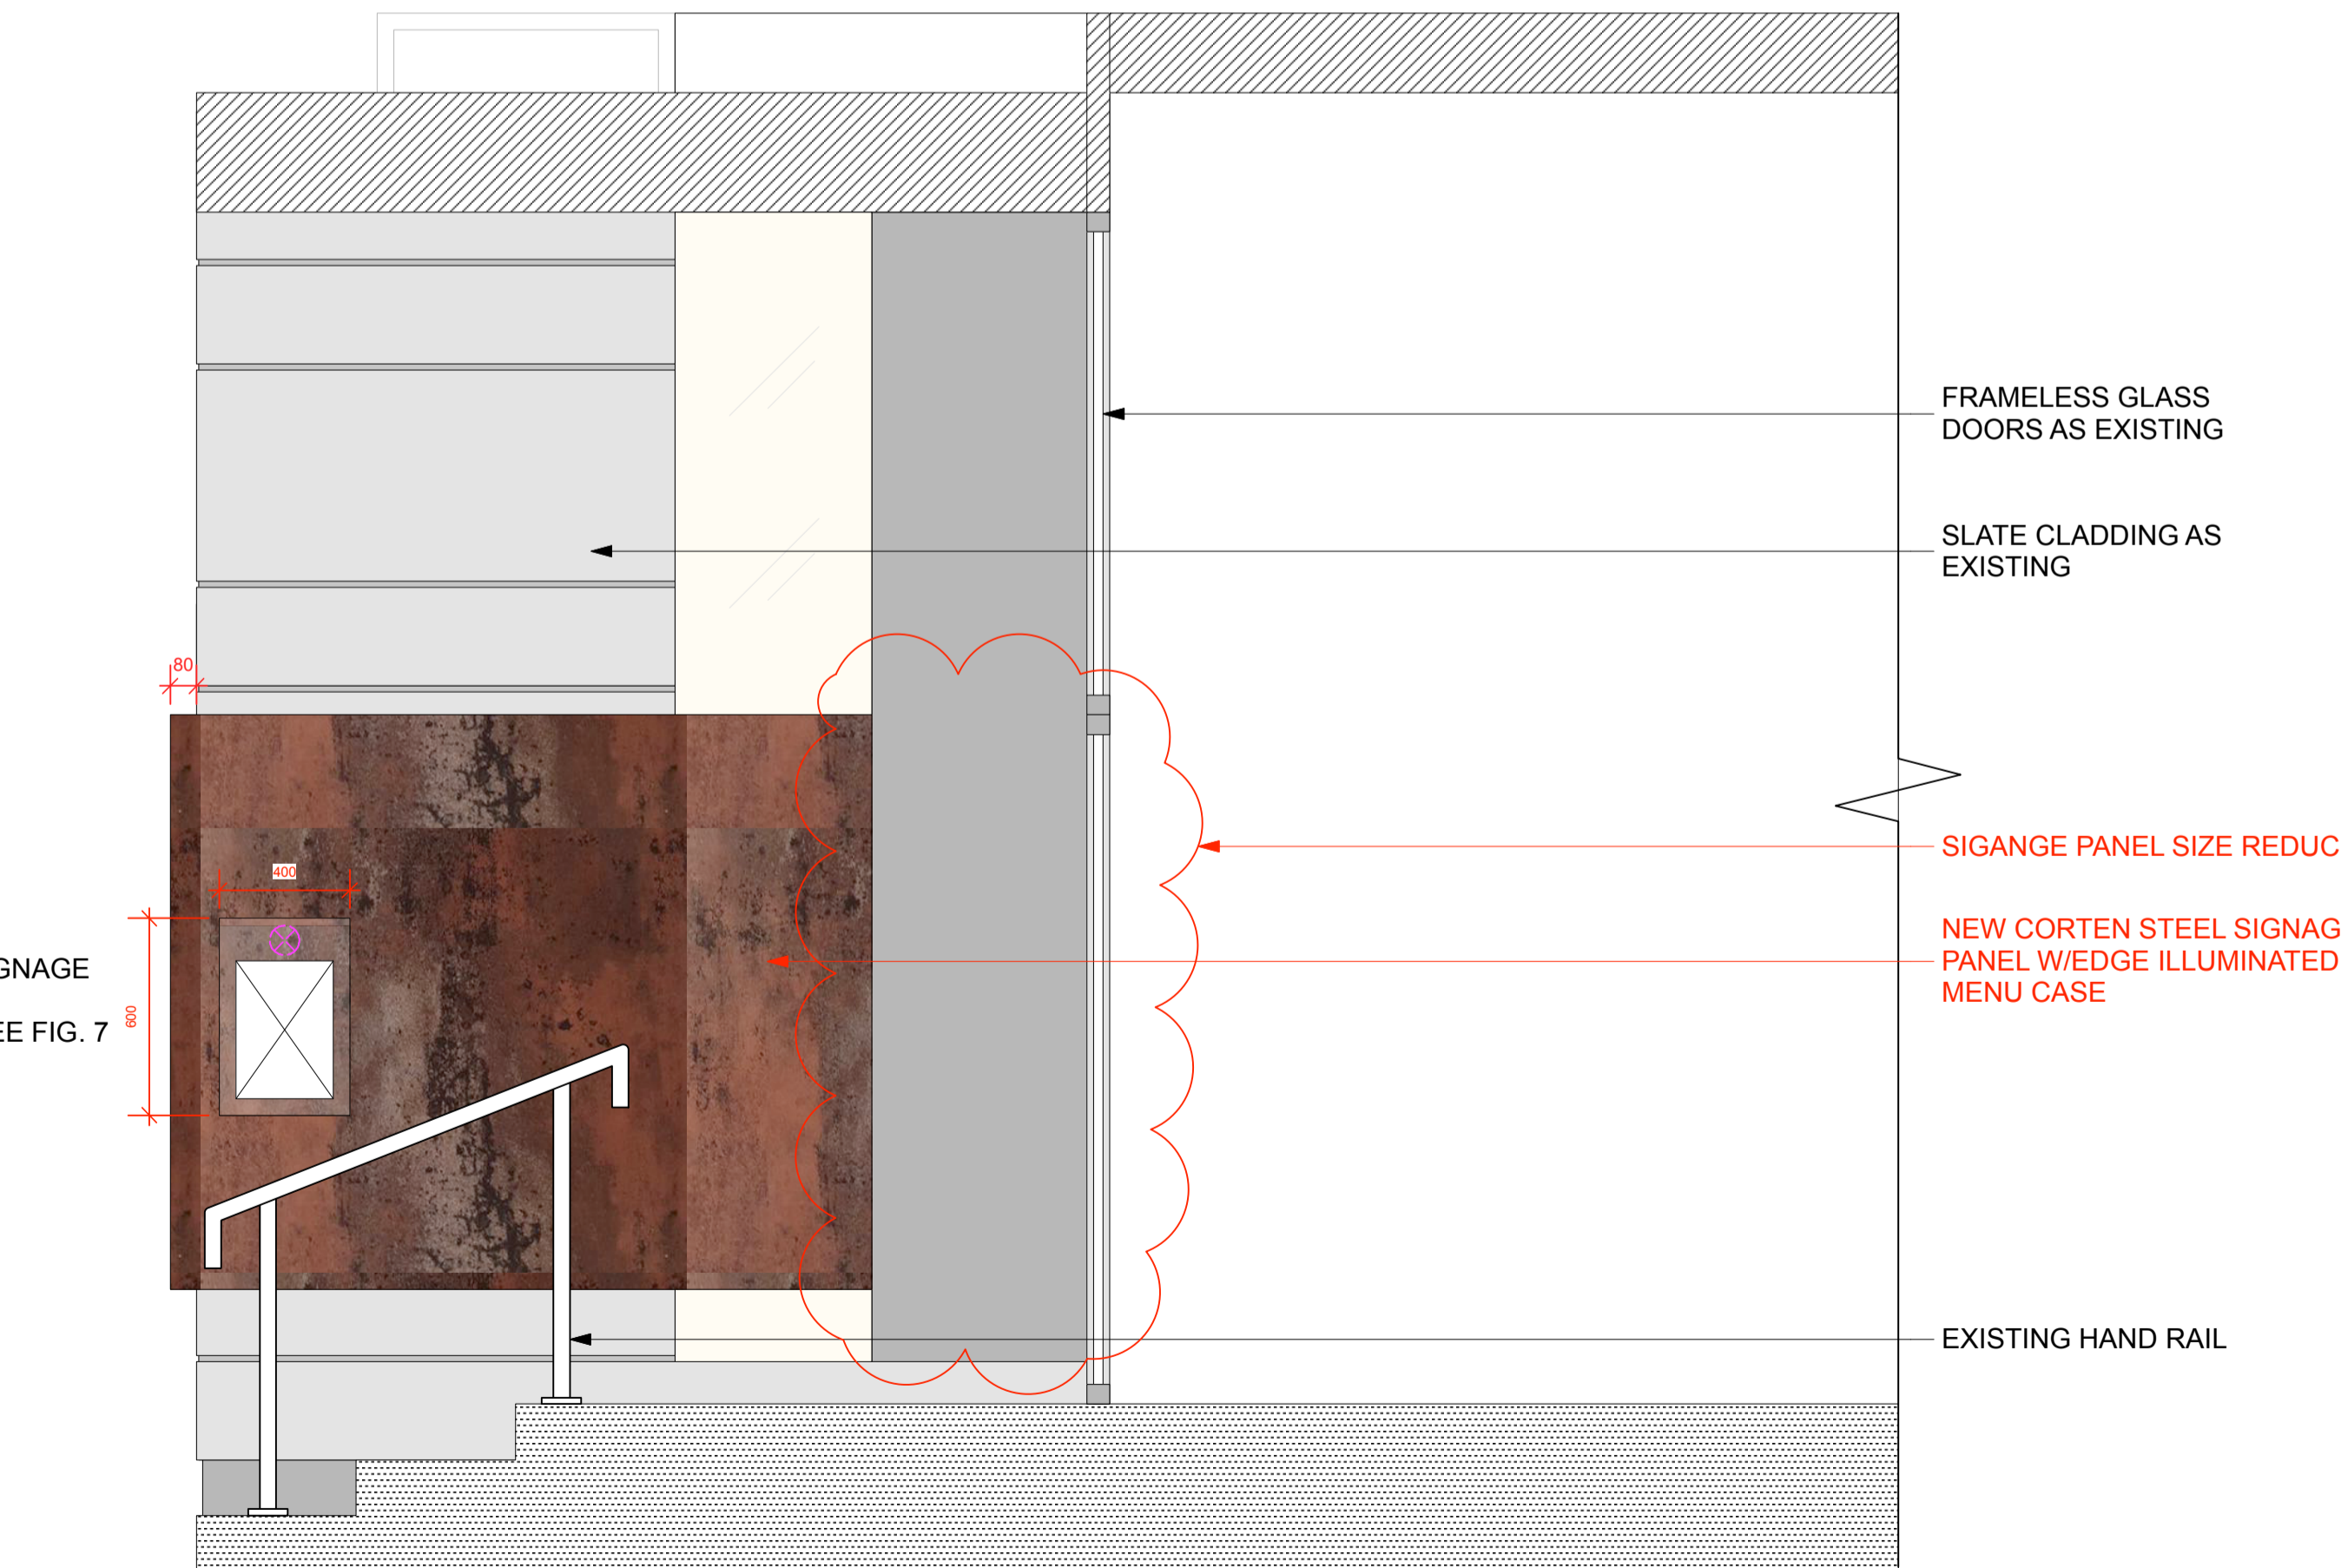 FRAMELESS GLASS
DOORS AS EXISTING
SLATE CLADDING AS
EXISTING
80
SIGANGE PANEL SIZE REDUC
400
NEW CORTEN STEEL SIGNAG
PANEL W/EDGE ILLUMINATED
MENU CASE
GNAGE
600
EE FIG. 7
EXISTING HAND RAIL